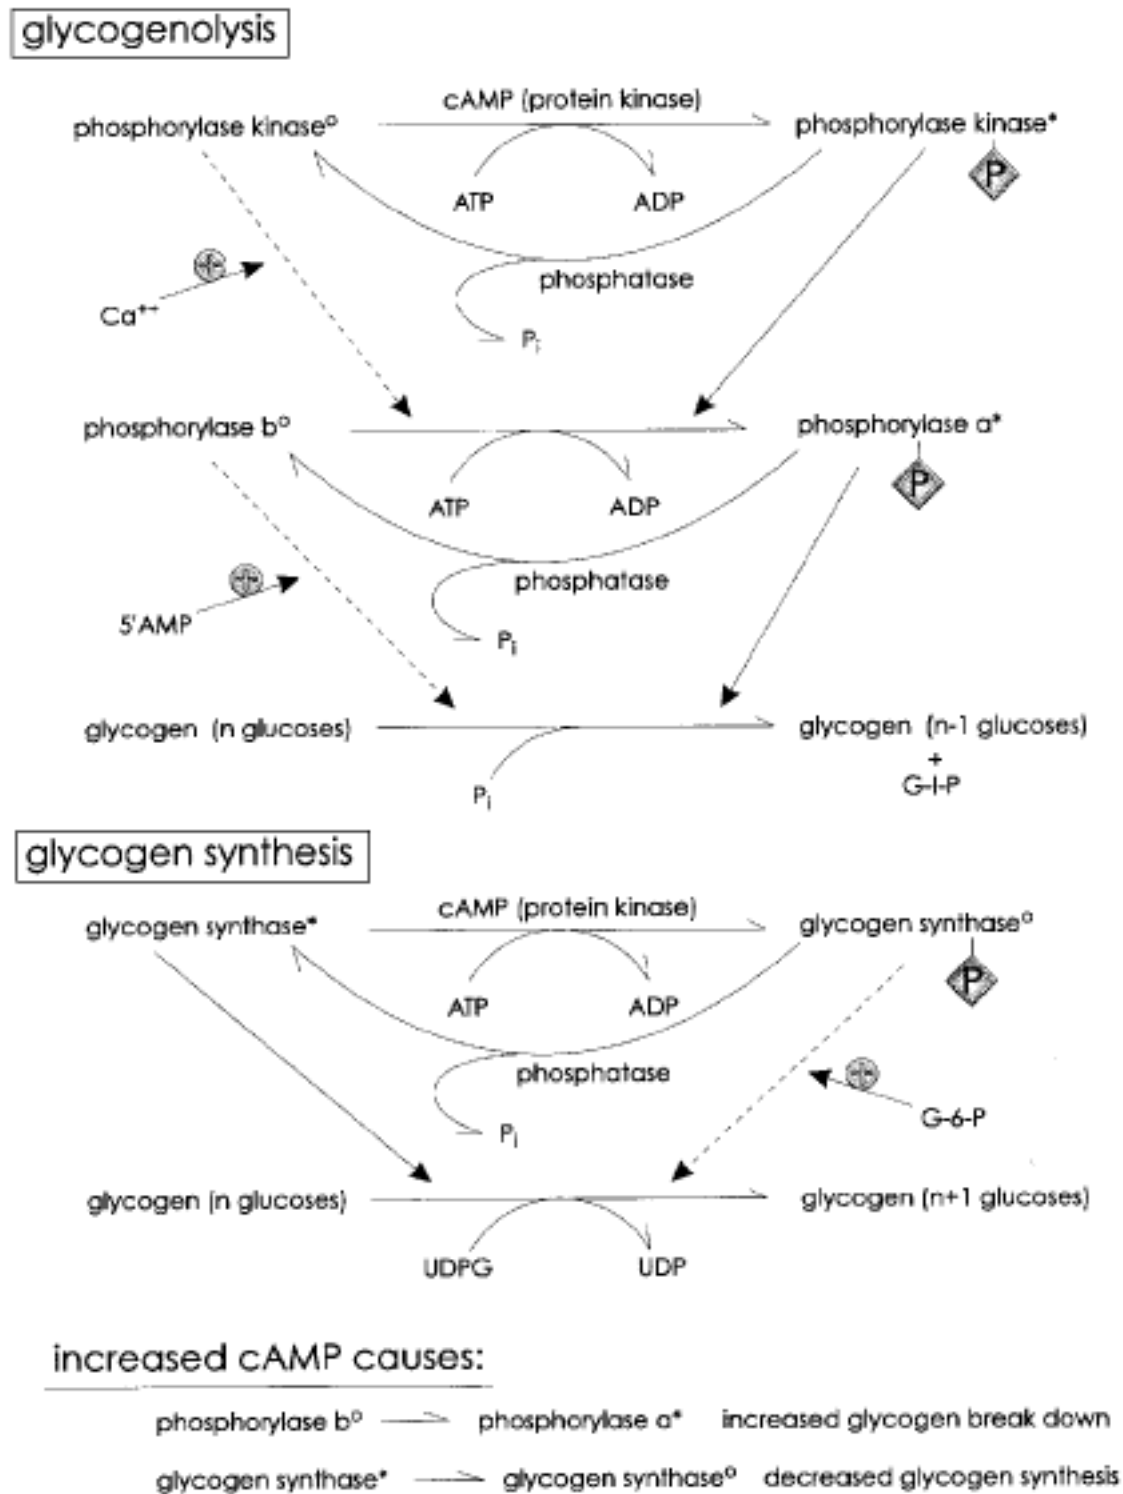 glycogenolysis
cAMP (protein kinase)
phosphorylase kinase° phosphorylase kinase*
P
ATP ADP
phosphatase
Ca⁺⁺
Pᵢ
phosphorylase b° phosphorylase a*
P
ATP ADP
phosphatase
5'AMP
Pᵢ
glycogen (n glucoses) glycogen (n-1 glucoses)
+
G-1-P
Pᵢ
glycogen synthesis
cAMP (protein kinase)
glycogen synthase* glycogen synthase°
P
ATP ADP
phosphatase
G-6-P
Pᵢ
glycogen (n glucoses) glycogen (n+1 glucoses)
UDPG UDP
increased cAMP causes:
phosphorylase b° phosphorylase a* increased glycogen break down
glycogen synthase* glycogen synthase° decreased glycogen synthesis